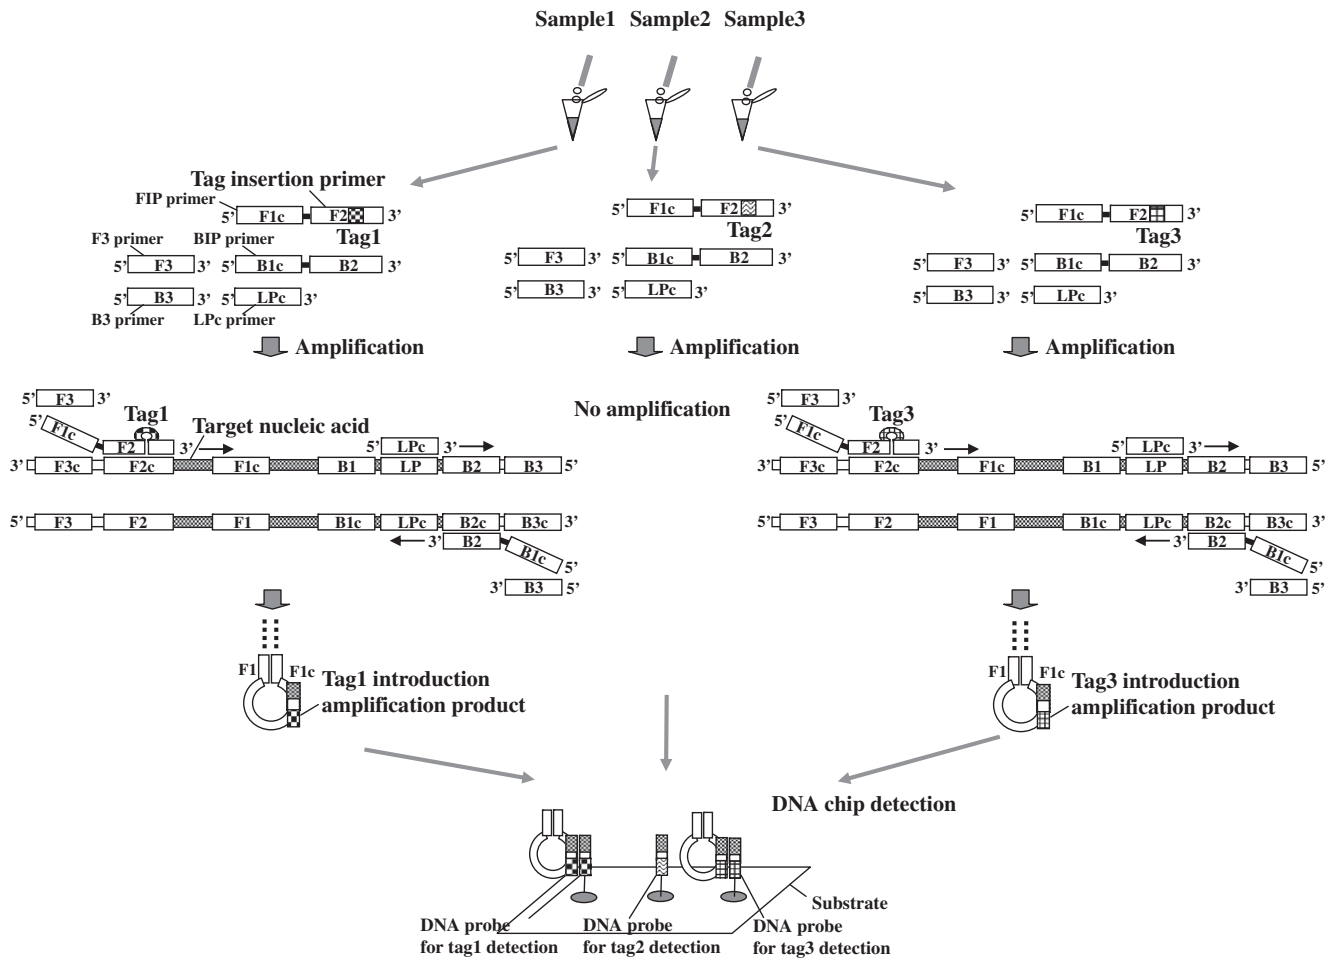 Sample1 Sample2 Sample3
Tag insertion primer
FIP primer
5’ F1c F2 3’
Tag1
F3 primer BIP primer
5’ F3 3’ 5’ B1c B2 3’
5’ B3 3’ 5’ LPc 3’
B3 primer LPc primer
5’ F1c F2 3’
Tag2
5’ F3 3’ 5’ B1c B2 3’
5’ B3 3’ 5’ LPc 3’
5’ F1c F2 3’
Tag3
5’ F3 3’ 5’ B1c B2 3’
5’ B3 3’ 5’ LPc 3’
Amplification Amplification Amplification
5’ F3 3’
5’ F1c Tag1
F2 3’
Target nucleic acid
5’ LPc 3’
3’ F3c F2c F1c B1 LP B2 B3 5’
5’ F3 F2 F1 B1c LPc B2c B3c 3’
3’ B2 B1c 5’
3’ B3 5’
No amplification
5’ F3 3’
5’ F1c Tag3
F2 3’
5’ LPc 3’
3’ F3c F2c F1c B1 LP B2 B3 5’
5’ F3 F2 F1 B1c LPc B2c B3c 3’
3’ B2 B1c 5’
3’ B3 5’
F1 F1c
Tag1 introduction
amplification product
F1 F1c
Tag3 introduction
amplification product
DNA chip detection
Substrate
DNA probe
for tag1 detection
DNA probe
for tag2 detection
DNA probe
for tag3 detection